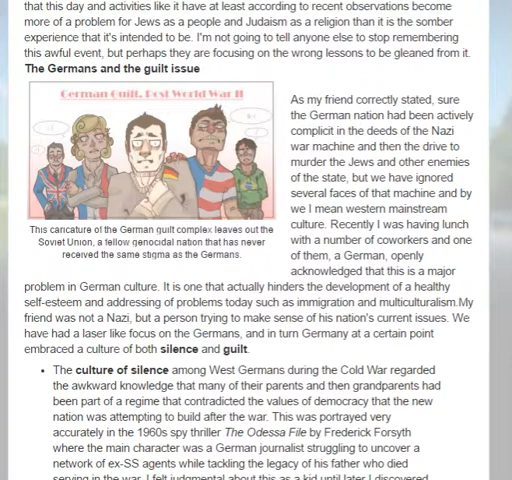 that this day and activities like it have at least according to recent observations become
more of a problem for Jews as a people and Judaism as a religion than it is the somber
experience that it's intended to be. I'm not going to tell anyone else to stop remembering
this awful event, but perhaps they are focusing on the wrong lessons to be gleaned from it.
The Germans and the guilt issue
German Guilt, Post World War II
This caricature of the German guilt complex leaves out the
Soviet Union, a fellow genocidal nation that has never
received the same stigma as the Germans.
As my friend correctly stated, sure
the German nation had been actively
complicit in the deeds of the Nazi
war machine and then the drive to
murder the Jews and other enemies
of the state, but we have ignored
several faces of that machine and by
we I mean western mainstream
culture. Recently I was having lunch
with a number of coworkers and one
of them, a German, openly
acknowledged that this is a major
problem in German culture. It is one that actually hinders the development of a healthy
self-esteem and addressing of problems today such as immigration and multiculturalism.My
friend was not a Nazi, but a person trying to make sense of his nation's current issues. We
have had a laser like focus on the Germans, and in turn Germany at a certain point
embraced a culture of both silence and guilt.
• The culture of silence among West Germans during the Cold War regarded
the awkward knowledge that many of their parents and then grandparents had
been part of a regime that contradicted the values of democracy that the new
nation was attempting to build after the war. This was portrayed very
accurately in the 1960s spy thriller The Odessa File by Frederick Forsyth
where the main character was a German journalist struggling to uncover a
network of ex-SS agents while tackling the legacy of his father who died
serving in the war. I felt judgmental about this as a kid until later I discovered